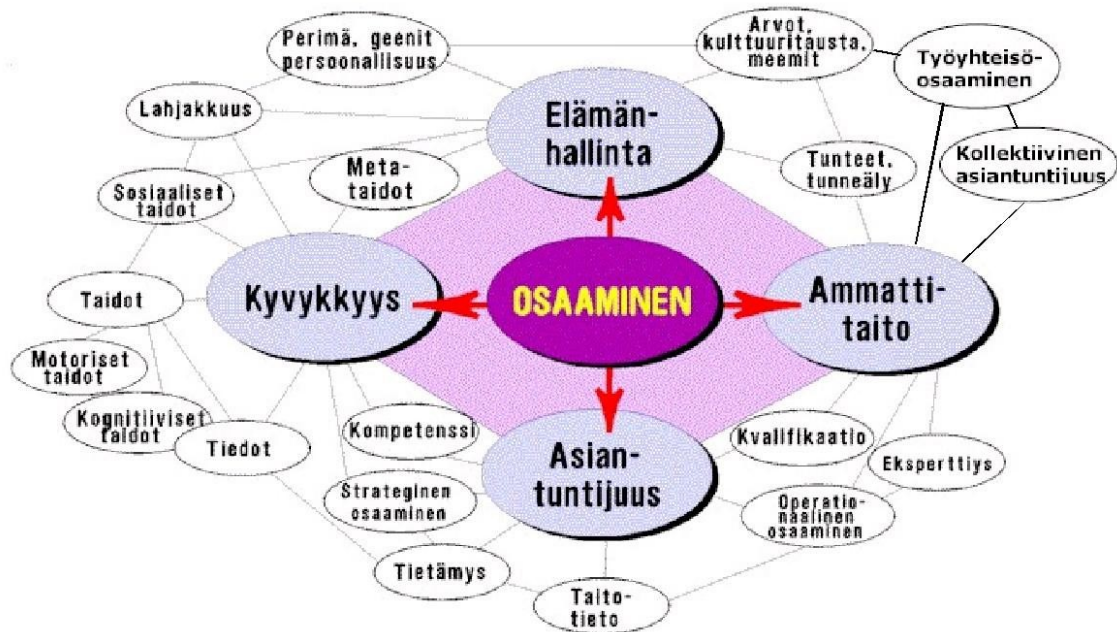 Perimä, geenit
persoonallisuus
Arvot,
kulttuuritausta,
meemit
Työyhteisö-
osaaminen
Lahjakkuus
Elämän-
hallinta
Meta-
taidot
Tunteet,
tunneäly
Kollektiivinen
asiantuntijuus
Sosiaaliset
taidot
Taidot
Kyvykkyys
OSAAMINEN
Ammatti-
taito
Motoriset
taidot
Kognitiiviset
taidot
Tiedot
Kompetenssi
Asian-
tuntijuus
Kvalifikaatio
Eksperttiys
Strateginen
osaaminen
Operatio-
naalinen
osaaminen
Tietämys
Taito-
tieto